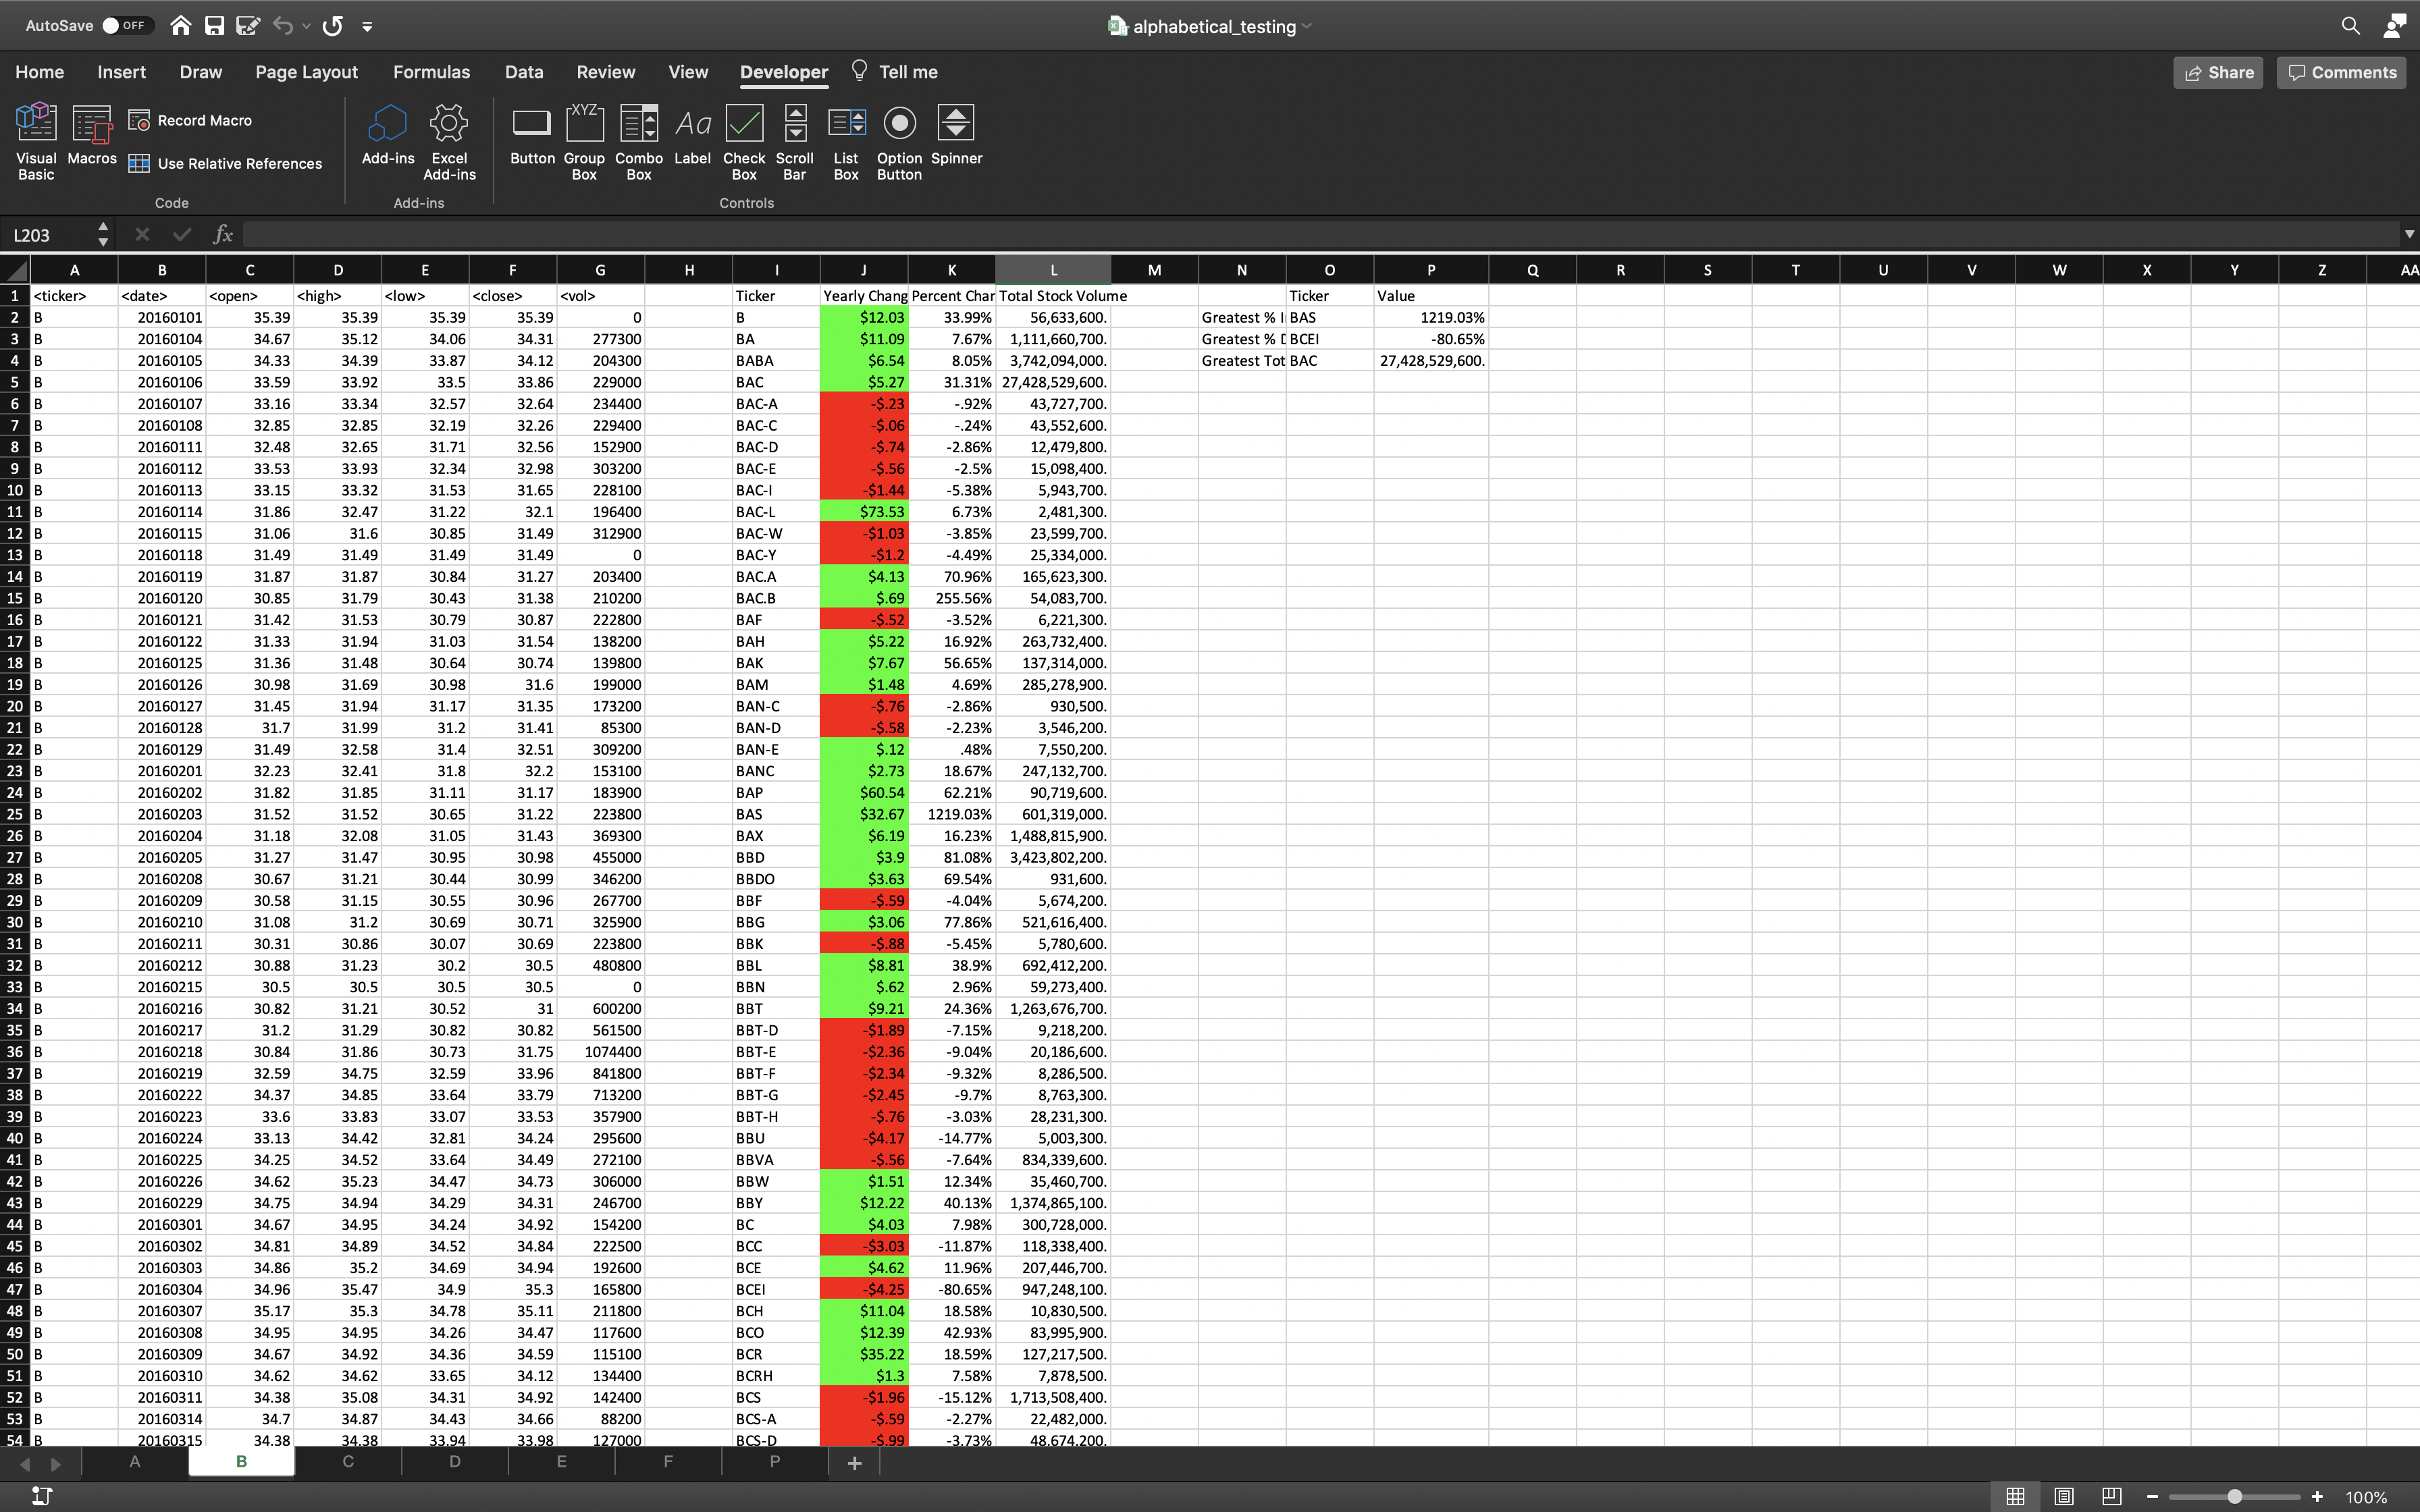 AutoSave OFF alphabetical_testing
Home Insert Draw Page Layout Formulas Data Review View Developer Tell me Share Comments
Visual Basic Macros Record Macro Use Relative References Add-ins Excel Add-ins Button Group Box XYZ Combo Box Aa Label Check Box Scroll Bar List Box Option Button Spinner
Code Add-ins Controls
L203 fx
A B C D E F G H I J K L M N O P Q R S T U V W X Y Z AA
1 <ticker> <date> <open> <high> <low> <close> <vol> Ticker Yearly Chang Percent Char Total Stock Volume Ticker Value
2 B 20160101 35.39 35.39 35.39 35.39 0 B $12.03 33.99% 56,633,600. Greatest % I BAS 1219.03%
3 B 20160104 34.67 35.12 34.06 34.31 277300 BA $11.09 7.67% 1,111,660,700. Greatest % D BCEI -80.65%
4 B 20160105 34.33 34.39 33.87 34.12 204300 BABA $6.54 8.05% 3,742,094,000. Greatest Tot BAC 27,428,529,600.
5 B 20160106 33.59 33.92 33.5 33.86 229000 BAC $5.27 31.31% 27,428,529,600.
6 B 20160107 33.16 33.34 32.57 32.64 234400 BAC-A -$.23 -.92% 43,727,700.
7 B 20160108 32.85 32.85 32.19 32.26 229400 BAC-C -$.06 -.24% 43,552,600.
8 B 20160111 32.48 32.65 31.71 32.56 152900 BAC-D -$.74 -2.86% 12,479,800.
9 B 20160112 33.53 33.93 32.34 32.98 303200 BAC-E -$.56 -2.5% 15,098,400.
10 B 20160113 33.15 33.32 31.53 31.65 228100 BAC-I -$1.44 -5.38% 5,943,700.
11 B 20160114 31.86 32.47 31.22 32.1 196400 BAC-L $73.53 6.73% 2,481,300.
12 B 20160115 31.06 31.6 30.85 31.49 312900 BAC-W -$1.03 -3.85% 23,599,700.
13 B 20160118 31.49 31.49 31.49 31.49 0 BAC-Y -$1.2 -4.49% 25,334,000.
14 B 20160119 31.87 31.87 30.84 31.27 203400 BAC.A $4.13 70.96% 165,623,300.
15 B 20160120 30.85 31.79 30.43 31.38 210200 BAC.B $.69 255.56% 54,083,700.
16 B 20160121 31.42 31.53 30.79 30.87 222800 BAF -$.52 -3.52% 6,221,300.
17 B 20160122 31.33 31.94 31.03 31.54 138200 BAH $5.22 16.92% 263,732,400.
18 B 20160125 31.36 31.48 30.64 30.74 139800 BAK $7.67 56.65% 137,314,000.
19 B 20160126 30.98 31.69 30.98 31.6 199000 BAM $1.48 4.69% 285,278,900.
20 B 20160127 31.45 31.94 31.17 31.35 173200 BAN-C -$.76 -2.86% 930,500.
21 B 20160128 31.7 31.99 31.2 31.41 85300 BAN-D -$.58 -2.23% 3,546,200.
22 B 20160129 31.49 32.58 31.4 32.51 309200 BAN-E $.12 .48% 7,550,200.
23 B 20160201 32.23 32.41 31.8 32.2 153100 BANC $2.73 18.67% 247,132,700.
24 B 20160202 31.82 31.85 31.11 31.17 183900 BAP $60.54 62.21% 90,719,600.
25 B 20160203 31.52 31.52 30.65 31.22 223800 BAS $32.67 1219.03% 601,319,000.
26 B 20160204 31.18 32.08 31.05 31.43 369300 BAX $6.19 16.23% 1,488,815,900.
27 B 20160205 31.27 31.47 30.95 30.98 455000 BBD $3.9 81.08% 3,423,802,200.
28 B 20160208 30.67 31.21 30.44 30.99 346200 BBDO $3.63 69.54% 931,600.
29 B 20160209 30.58 31.15 30.55 30.96 267700 BBF -$.59 -4.04% 5,674,200.
30 B 20160210 31.08 31.2 30.69 30.71 325900 BBG $3.06 77.86% 521,616,400.
31 B 20160211 30.31 30.86 30.07 30.69 223800 BBK -$.88 -5.45% 5,780,600.
32 B 20160212 30.88 31.23 30.2 30.5 480800 BBL $8.81 38.9% 692,412,200.
33 B 20160215 30.5 30.5 30.5 30.5 0 BBN $.62 2.96% 59,273,400.
34 B 20160216 30.82 31.21 30.52 31 600200 BBT $9.21 24.36% 1,263,676,700.
35 B 20160217 31.2 31.29 30.82 30.82 561500 BBT-D -$1.89 -7.15% 9,218,200.
36 B 20160218 30.84 31.86 30.73 31.75 1074400 BBT-E -$2.36 -9.04% 20,186,600.
37 B 20160219 32.59 34.75 32.59 33.96 841800 BBT-F -$2.34 -9.32% 8,286,500.
38 B 20160222 34.37 34.85 33.64 33.79 713200 BBT-G -$2.45 -9.7% 8,763,300.
39 B 20160223 33.6 33.83 33.07 33.53 357900 BBT-H -$.76 -3.03% 28,231,300.
40 B 20160224 33.13 34.42 32.81 34.24 295600 BBU -$4.17 -14.77% 5,003,300.
41 B 20160225 34.25 34.52 33.64 34.49 272100 BBVA -$.56 -7.64% 834,339,600.
42 B 20160226 34.62 35.23 34.47 34.73 306000 BBW $1.51 12.34% 35,460,700.
43 B 20160229 34.75 34.94 34.29 34.31 246700 BBY $12.22 40.13% 1,374,865,100.
44 B 20160301 34.67 34.95 34.24 34.92 154200 BC $4.03 7.98% 300,728,000.
45 B 20160302 34.81 34.89 34.52 34.84 222500 BCC -$3.03 -11.87% 118,338,400.
46 B 20160303 34.86 35.2 34.69 34.94 192600 BCE $4.62 11.96% 207,446,700.
47 B 20160304 34.96 35.47 34.9 35.3 165800 BCEI -$4.25 -80.65% 947,248,100.
48 B 20160307 35.17 35.3 34.78 35.11 211800 BCH $11.04 18.58% 10,830,500.
49 B 20160308 34.95 34.95 34.26 34.47 117600 BCO $12.39 42.93% 83,995,900.
50 B 20160309 34.67 34.92 34.36 34.59 115100 BCR $35.22 18.59% 127,217,500.
51 B 20160310 34.62 34.62 33.65 34.12 134400 BCRH $1.3 7.58% 7,878,500.
52 B 20160311 34.38 35.08 34.31 34.92 142400 BCS -$1.96 -15.12% 1,713,508,400.
53 B 20160314 34.7 34.87 34.43 34.66 88200 BCS-A -$.59 -2.27% 22,482,000.
54 B 20160315 34.38 34.38 33.94 33.98 127000 BCS-D -$.99 -3.73% 48,674,200.
A B C D E F P +
100%